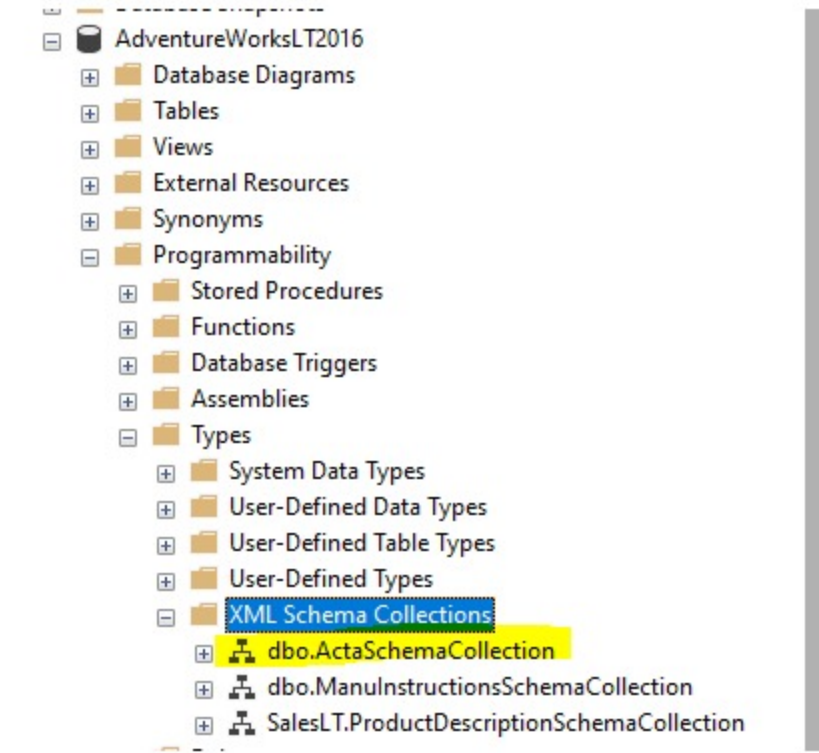 AdventureWorksLT2016
Database Diagrams
Tables
Views
External Resources
Synonyms
Programmability
Stored Procedures
Functions
Database Triggers
Assemblies
Types
System Data Types
User-Defined Data Types
User-Defined Table Types
User-Defined Types
XML Schema Collections
dbo.ActaSchemaCollection
dbo.ManuInstructionsSchemaCollection
SalesLT.ProductDescriptionSchemaCollection